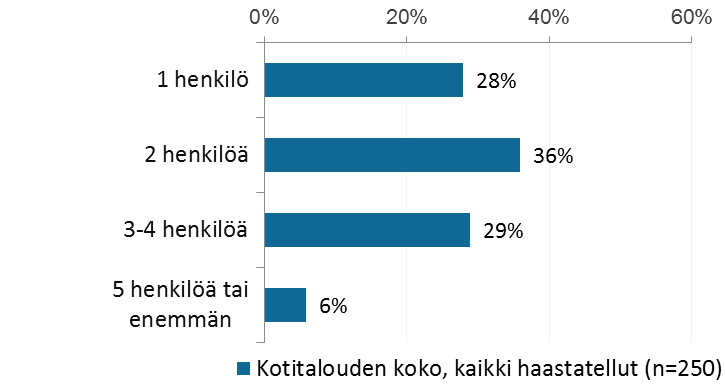 0% 20% 40% 60%
1 henkilö 28%
2 henkilöä 36%
3-4 henkilöä 29%
5 henkilöä tai
enemmän 6%
Kotitalouden koko, kaikki haastatellut (n=250)